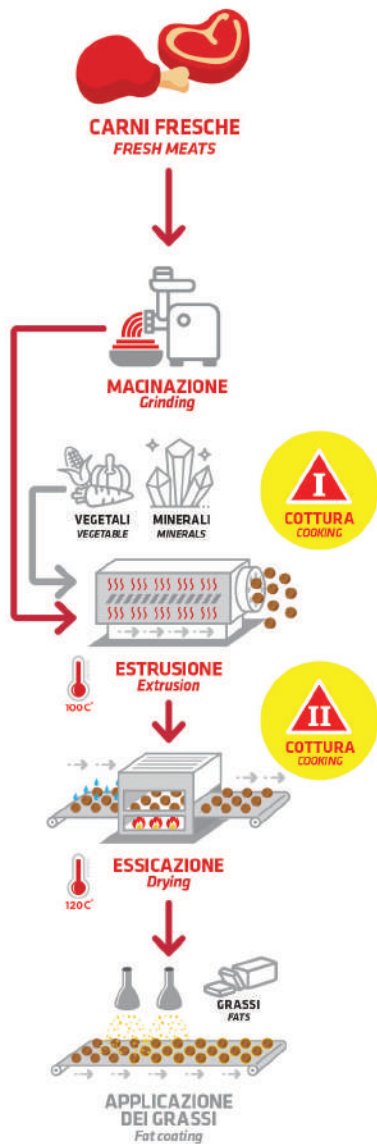 CARNI FRESCHE
FRESH MEATS
MACINAZIONE
Grinding
VEGETALI
VEGETABLE
MINERALI
MINERALS
I
COTTURA
COOKING
ESTRUSIONE
Extrusion
100C°
II
COTTURA
COOKING
ESSICAZIONE
Drying
120C°
GRASSI
FATS
APPLICAZIONE
DEI GRASSI
Fat coating